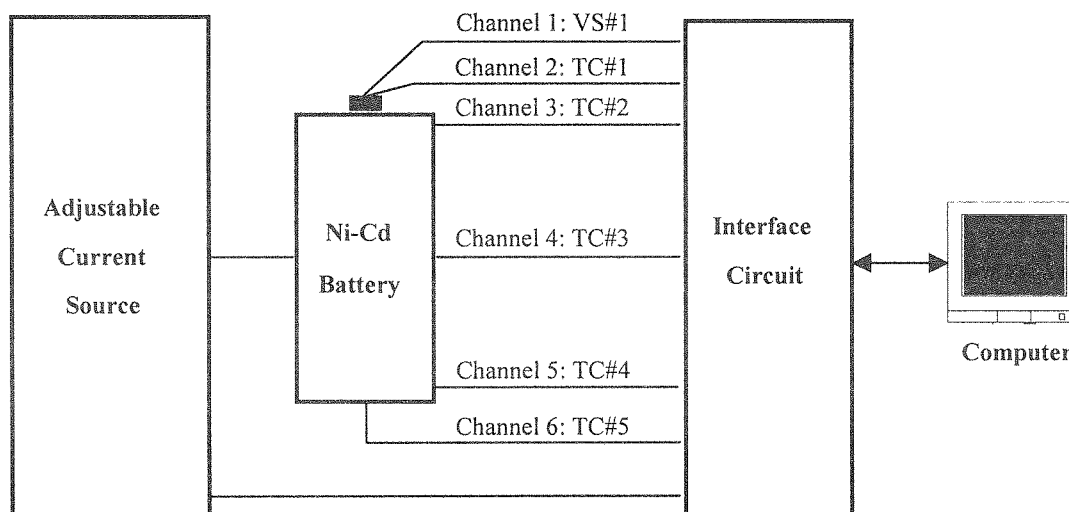 Channel 1: VS#1
Channel 2: TC#1
Channel 3: TC#2
Adjustable
Current
Source
Ni-Cd
Battery
Channel 4: TC#3
Interface
Circuit
Computer
Channel 5: TC#4
Channel 6: TC#5